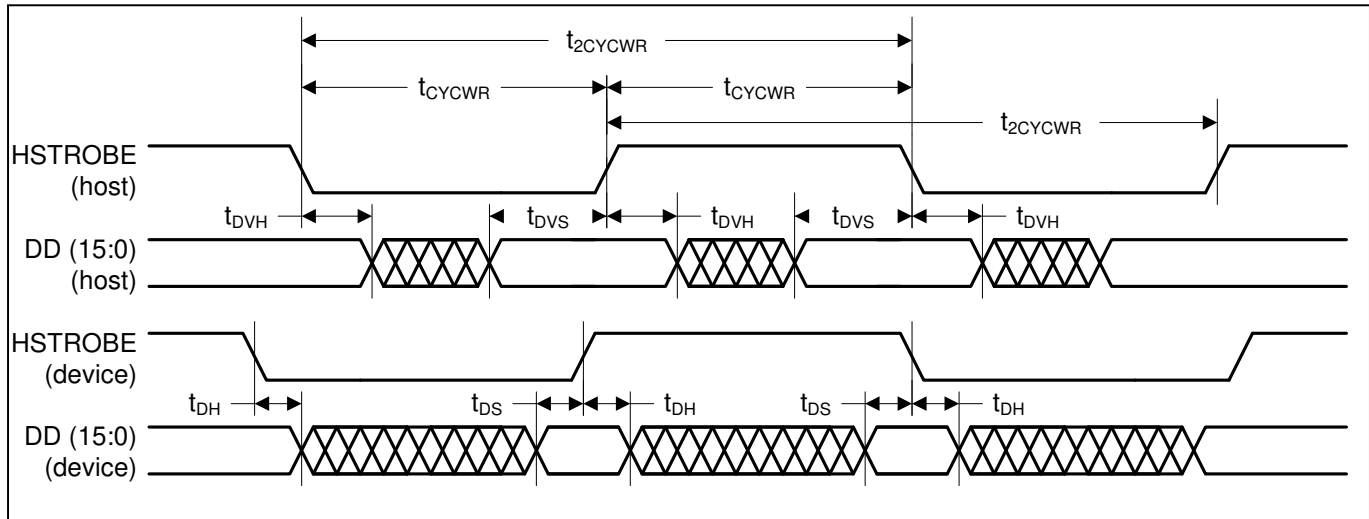 t2CYCWR
tCYCWR tCYCWR
t2CYCWR
HSTROBE
(host)
tDVH tDVS tDVH tDVS tDVH
DD (15:0)
(host)
HSTROBE
(device)
tDH tDS tDH tDS tDH
DD (15:0)
(device)